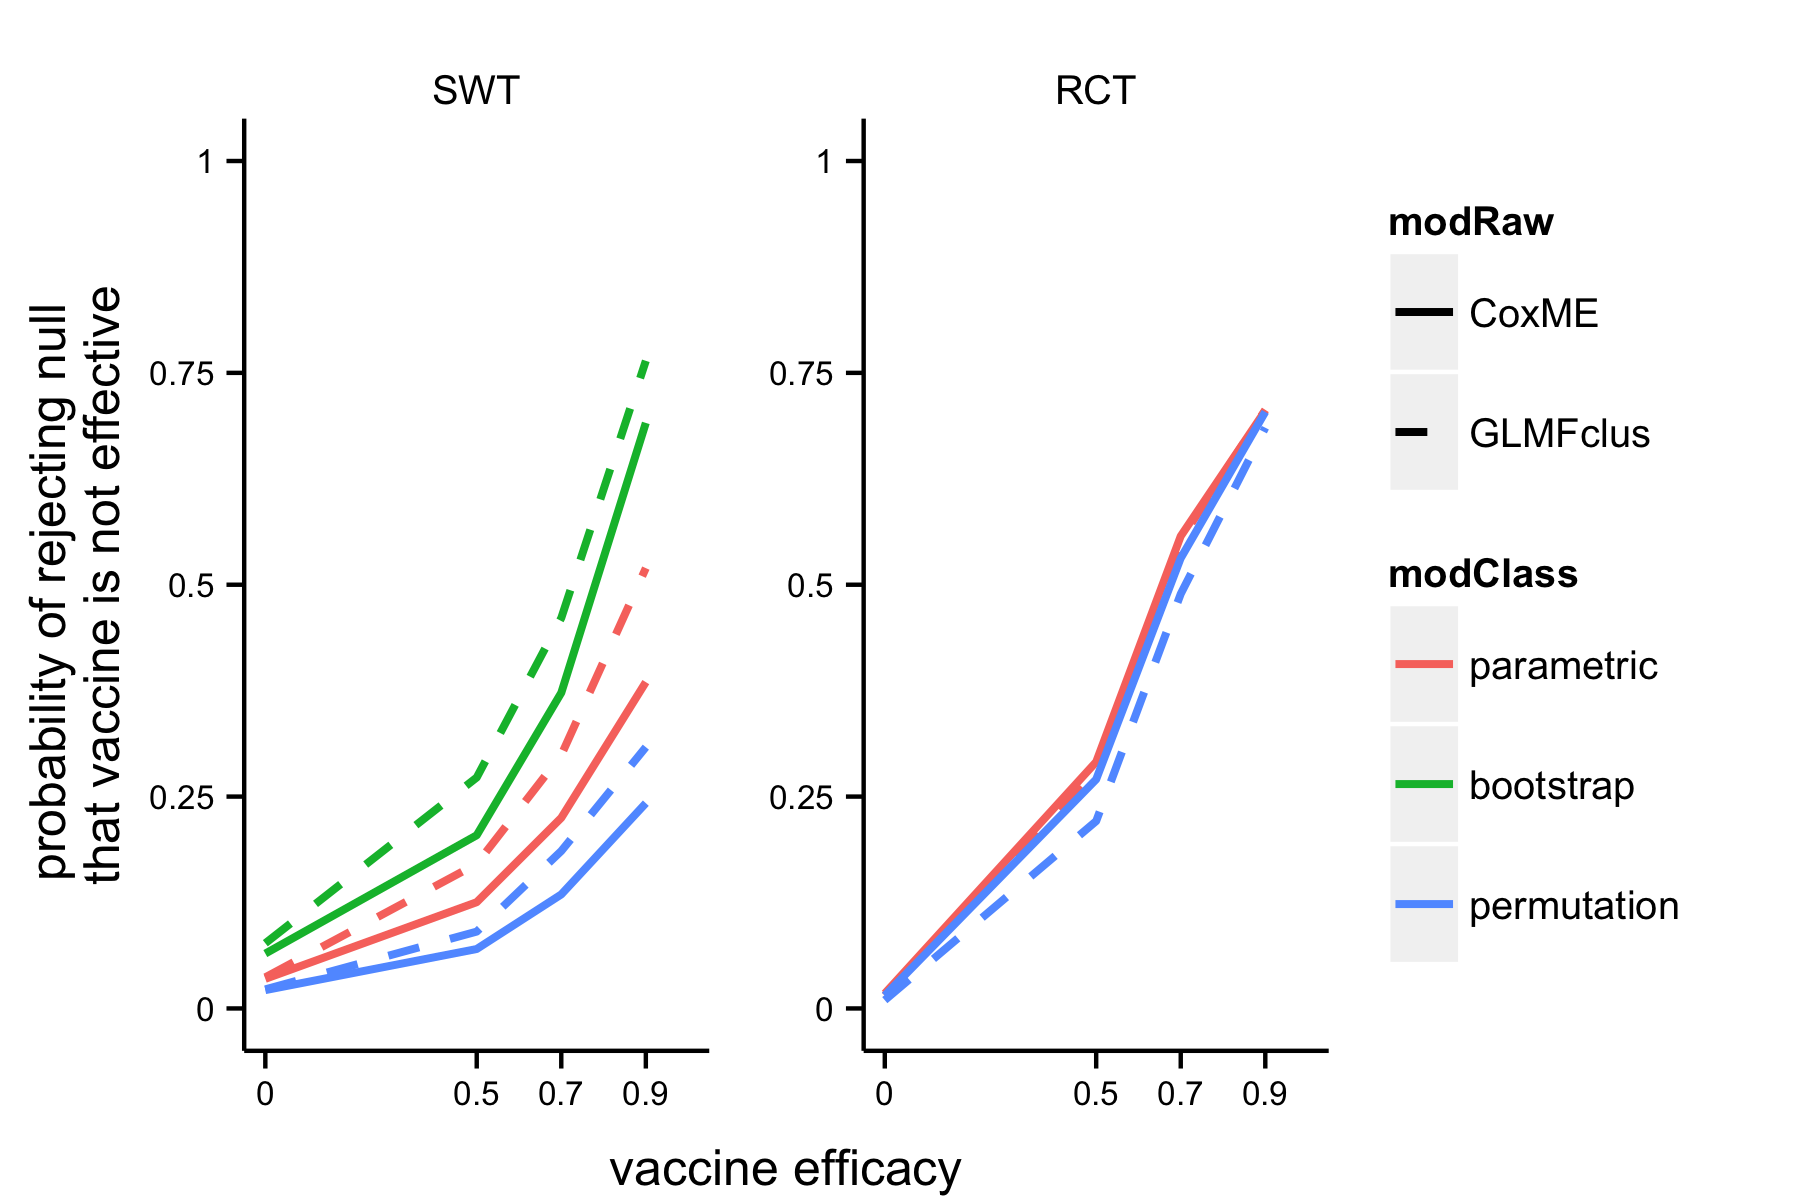 SWT
RCT
probability of rejecting null
that vaccine is not effective
1
0.75
0.5
0.25
0
1
0.75
0.5
0.25
0
0
0.5
0.7
0.9
0
0.5
0.7
0.9
vaccine efficacy
modRaw
CoxME
GLMFclus
modClass
parametric
bootstrap
permutation